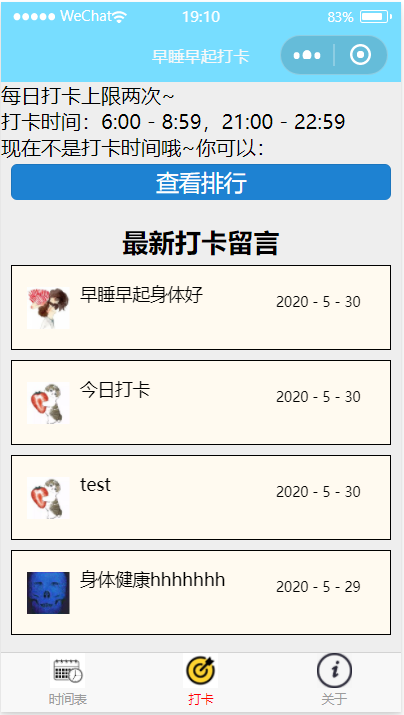 WeChat 19:10 83%
早睡早起打卡
每日打卡上限两次~
打卡时间：6:00 - 8:59，21:00 - 22:59
现在不是打卡时间哦~你可以：
查看排行
最新打卡留言
早睡早起身体好 2020 - 5 - 30
今日打卡 2020 - 5 - 30
test 2020 - 5 - 30
身体健康hhhhhhh 2020 - 5 - 29
时间表 打卡 关于